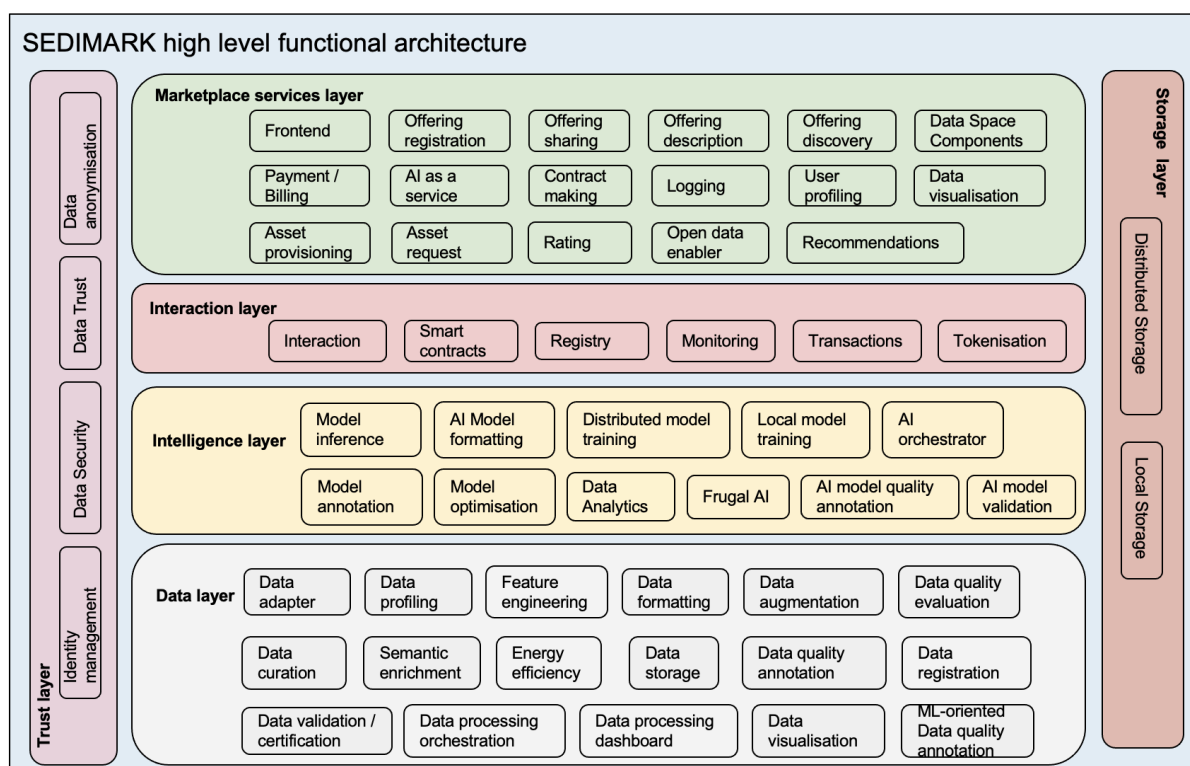 SEDIMARK high level functional architecture
Trust layer
Data
anonymisation
Data Trust
Data Security
Identity
management
Marketplace services layer
Frontend
Offering
registration
Offering
sharing
Offering
description
Offering
discovery
Data Space
Components
Payment /
Billing
AI as a
service
Contract
making
Logging
User
profiling
Data
visualisation
Asset
provisioning
Asset
request
Rating
Open data
enabler
Recommendations
Interaction layer
Interaction
Smart
contracts
Registry
Monitoring
Transactions
Tokenisation
Intelligence layer
Model
inference
AI Model
formatting
Distributed model
training
Local model
training
AI
orchestrator
Model
annotation
Model
optimisation
Data
Analytics
Frugal AI
AI model quality
annotation
AI model
validation
Data layer
Data
adapter
Data
profiling
Feature
engineering
Data
formatting
Data
augmentation
Data quality
evaluation
Data
curation
Semantic
enrichment
Energy
efficiency
Data
storage
Data quality
annotation
Data
registration
Data validation /
certification
Data processing
orchestration
Data processing
dashboard
Data
visualisation
ML-oriented
Data quality
annotation
Storage layer
Distributed Storage
Local Storage